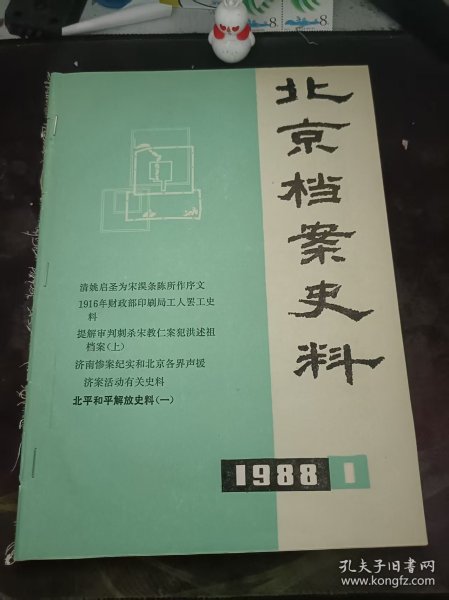 北京档案史料
清姚启圣为宋渼条陈所作序文
1916年财政部印刷局工人罢工史
料
提解审判刺杀宋教仁案犯洪述祖
档案(上)
济南惨案纪实和北京各界声援
济案活动有关史料
北平和平解放史料(一)
1988 1
8
8
孔夫子旧书网
www.kongfz.com